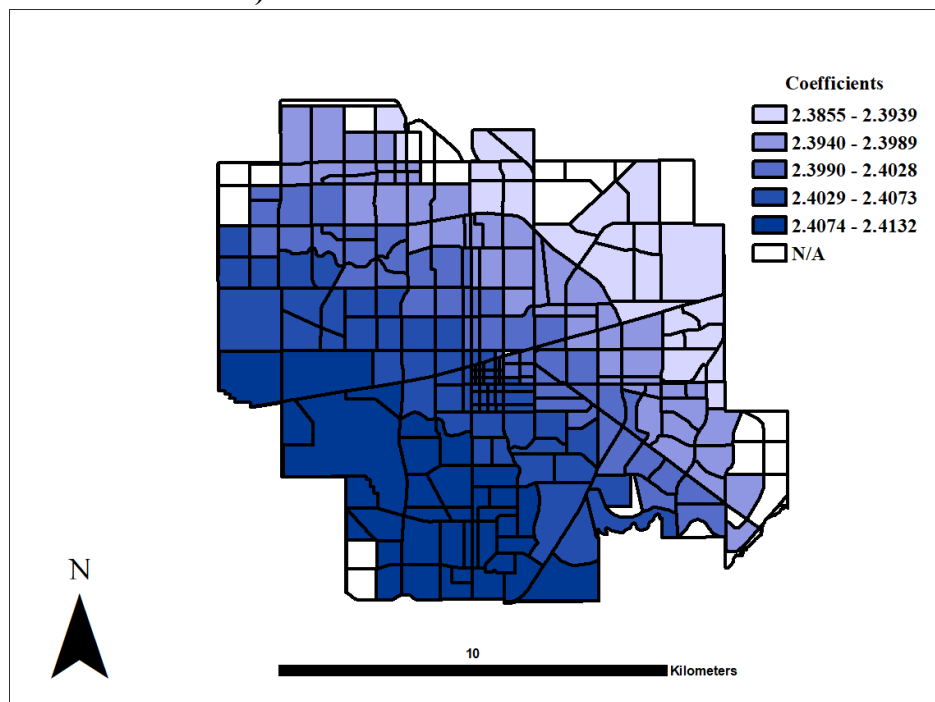 )
Coefficients
2.3855 - 2.3939
2.3940 - 2.3989
2.3990 - 2.4028
2.4029 - 2.4073
2.4074 - 2.4132
N/A
N
10
Kilometers